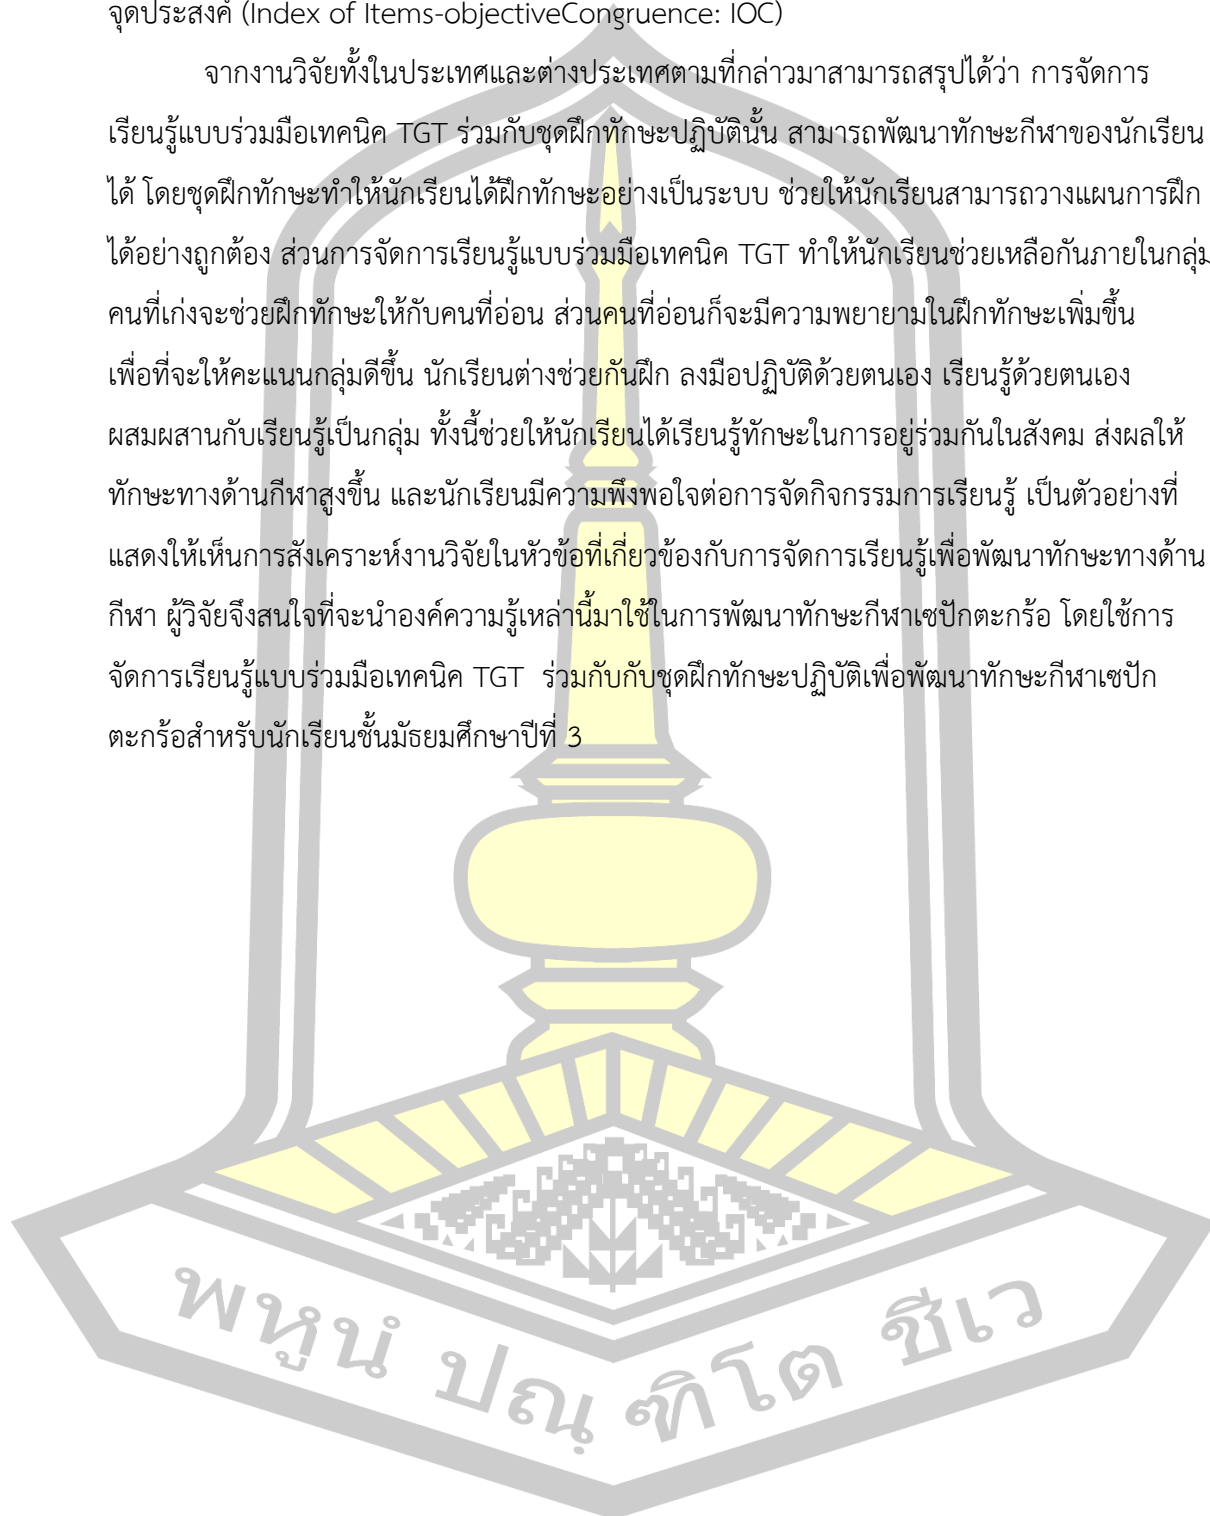 จุดประสงค์ (Index of Items-objectiveCongruence: IOC)
จากงานวิจัยทั้งในประเทศและต่างประเทศตามที่กล่าวมาสามารถสรุปได้ว่า การจัดการ
เรียนรู้แบบร่วมมือเทคนิค TGT ร่วมกับชุดฝึกทักษะปฏิบัตินั้น สามารถพัฒนาทักษะกีฬาของนักเรียน
ได้ โดยชุดฝึกทักษะทำให้นักเรียนได้ฝึกทักษะอย่างเป็นระบบ ช่วยให้นักเรียนสามารถวางแผนการฝึก
ได้อย่างถูกต้อง ส่วนการจัดการเรียนรู้แบบร่วมมือเทคนิค TGT ทำให้นักเรียนช่วยเหลือกันภายในกลุ่ม
คนที่เก่งจะช่วยฝึกทักษะให้กับคนที่อ่อน ส่วนคนที่อ่อนก็จะมีความพยายามในฝึกทักษะเพิ่มขึ้น
เพื่อที่จะให้คะแนนกลุ่มดีขึ้น นักเรียนต่างช่วยกันฝึก ลงมือปฏิบัติด้วยตนเอง เรียนรู้ด้วยตนเอง
ผสมผสานกับเรียนรู้เป็นกลุ่ม ทั้งนี้ช่วยให้นักเรียนได้เรียนรู้ทักษะในการอยู่ร่วมกันในสังคม ส่งผลให้
ทักษะทางด้านกีฬาสูงขึ้น และนักเรียนมีความพึงพอใจต่อการจัดกิจกรรมการเรียนรู้ เป็นตัวอย่างที่
แสดงให้เห็นการสังเคราะห์งานวิจัยในหัวข้อที่เกี่ยวข้องกับการจัดการเรียนรู้เพื่อพัฒนาทักษะทางด้าน
กีฬา ผู้วิจัยจึงสนใจที่จะนำองค์ความรู้เหล่านี้มาใช้ในการพัฒนาทักษะกีฬาเซปักตะกร้อ โดยใช้การ
จัดการเรียนรู้แบบร่วมมือเทคนิค TGT ร่วมกับกับชุดฝึกทักษะปฏิบัติเพื่อพัฒนาทักษะกีฬาเซปัก
ตะกร้อสำหรับนักเรียนชั้นมัธยมศึกษาปีที่ 3
พหูนํ ปณฺฑิโต ชีเว